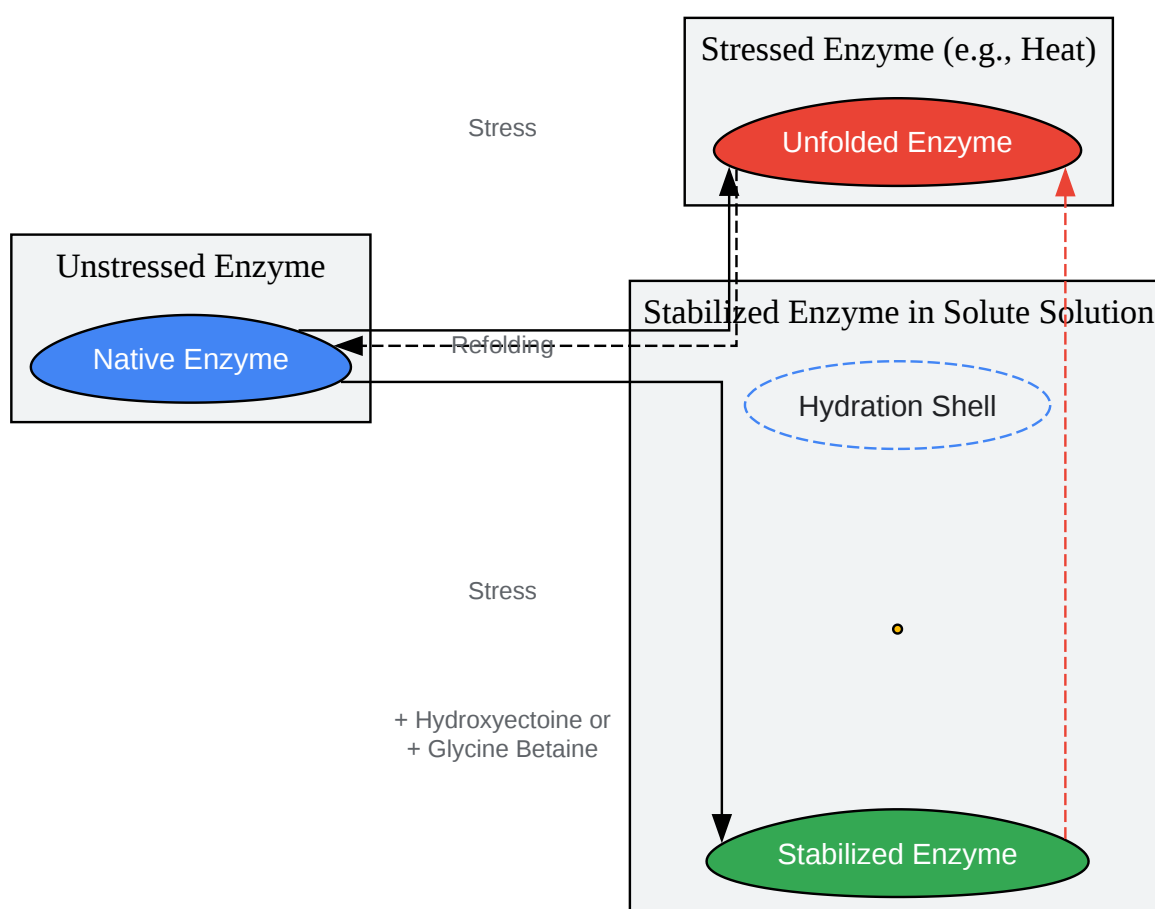 Stressed Enzyme (e.g., Heat)
Stress
Unfolded Enzyme
Unstressed Enzyme
Stabilized Enzyme in Solute Solution
Refolding
Native Enzyme
Hydration Shell
Stress
+ Hydroxyectoine or
+ Glycine Betaine
Stabilized Enzyme